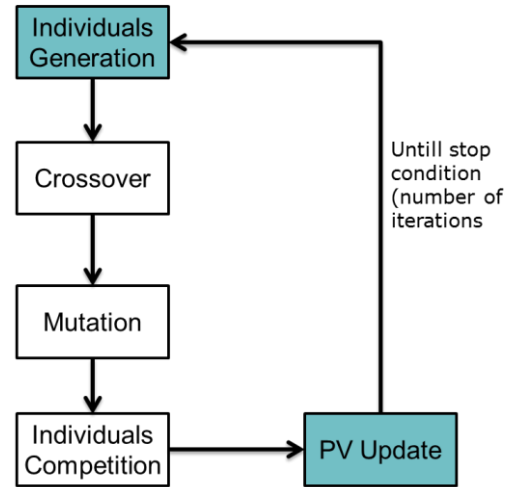 Individuals
Generation
Crossover
Untill stop
condition
(number of
iterations
Mutation
Individuals
Competition
PV Update